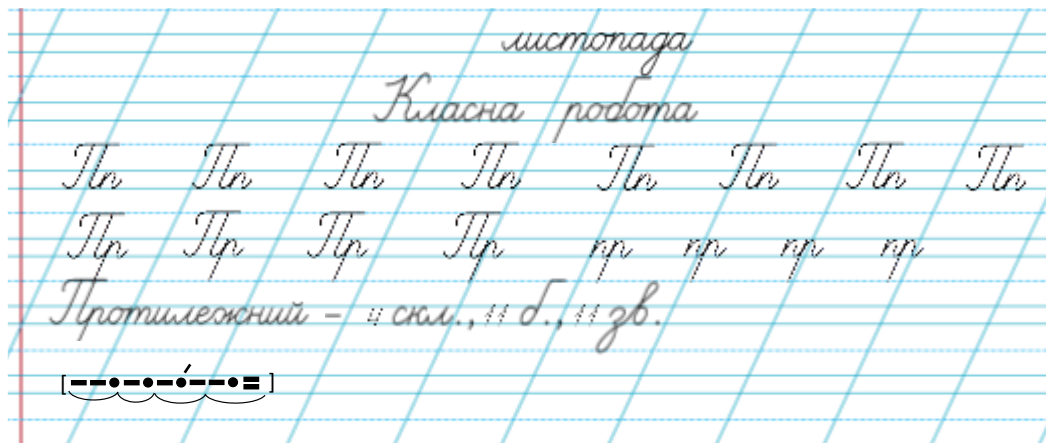 листопада
Класна робота
Пп Пп Пп Пп Пп Пп Пп Пп
Пр Пр Пр Пр пр пр пр пр
Протилежний – 4 скл., 11 б., 11 зв.
[– – • – • – •́ – – • =]